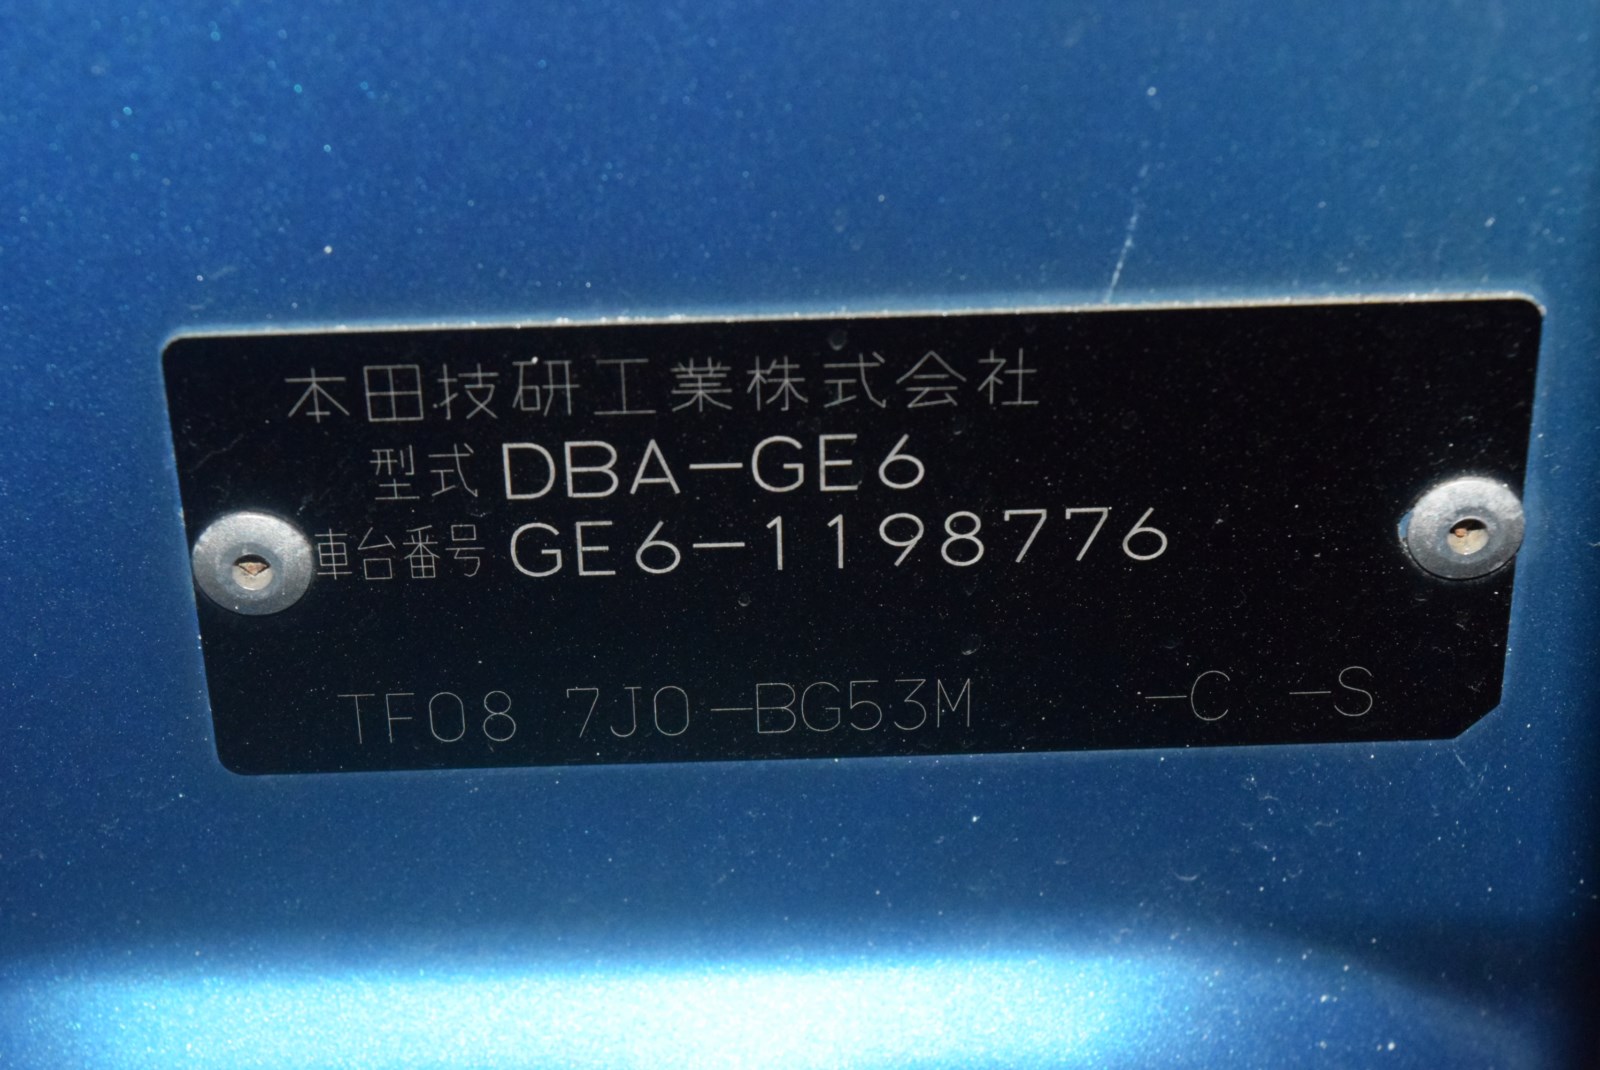 本田技研工業株式会社
型式 DBA-GE6
車台番号 GE6-1198776
TF08 7J0-BG53M -C -S